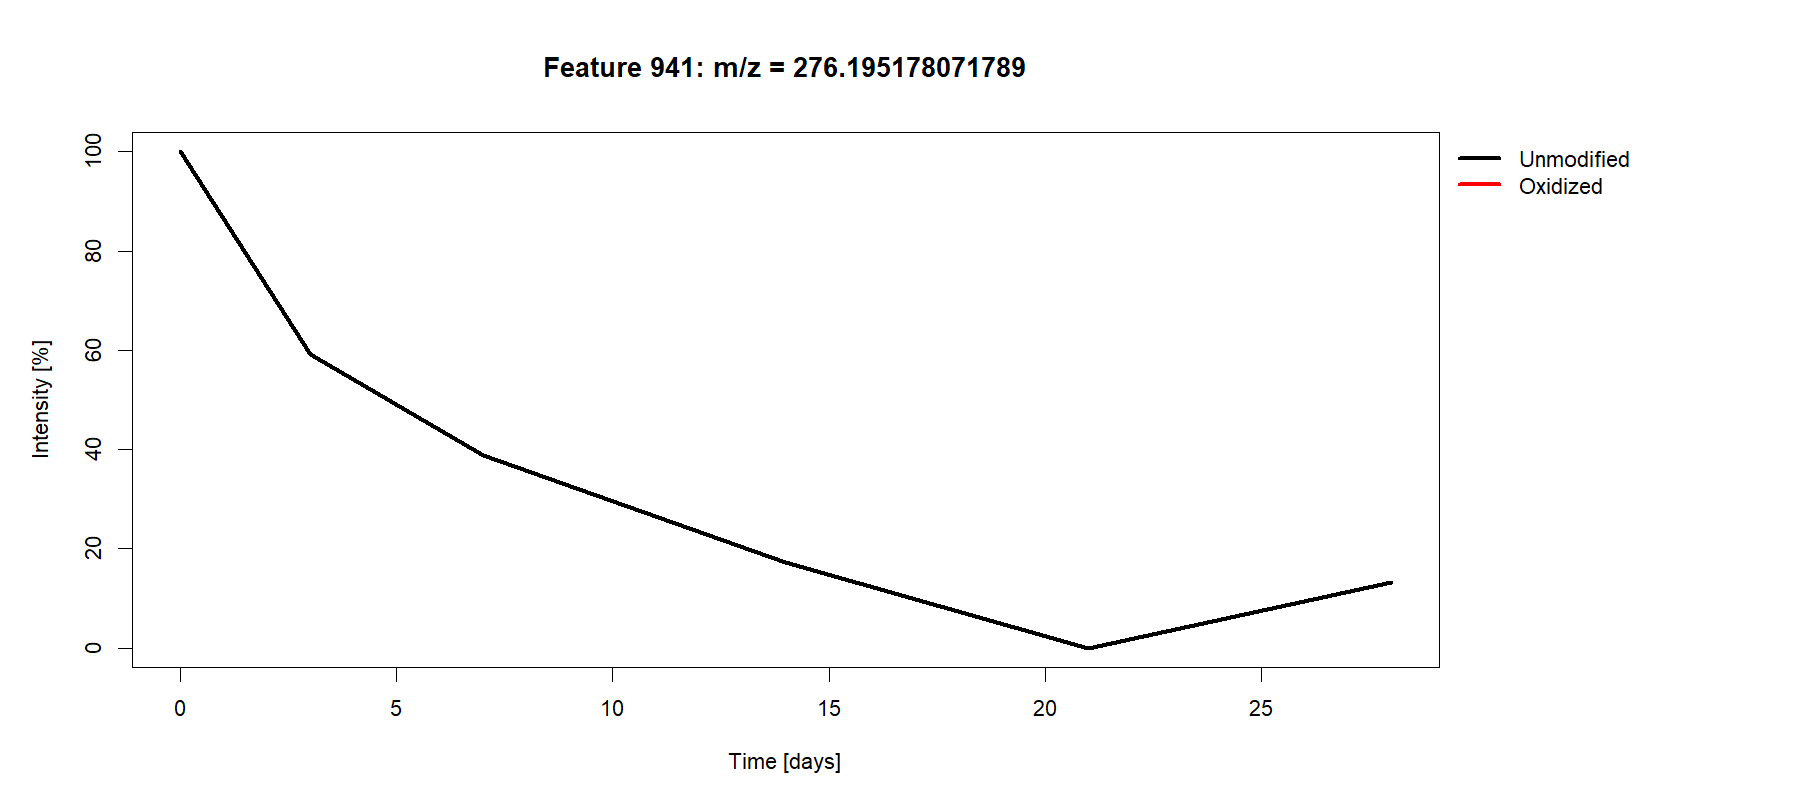 Feature 941: m/z = 276.195178071789
Unmodified
Oxidized
Intensity [%]
100
80
60
40
20
0
0 5 10 15 20 25
Time [days]